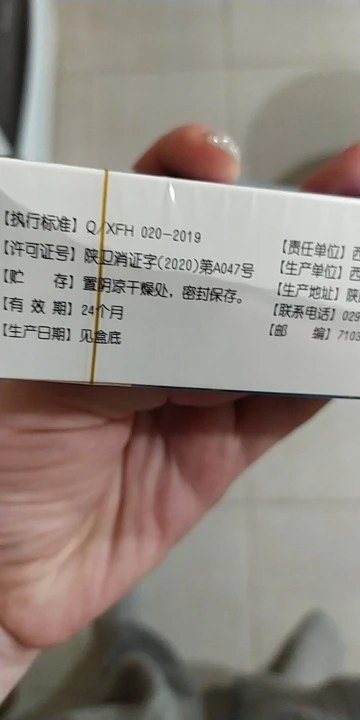 【执行标准】Q/XFH 020-2019
【许可证号】陕卫消证字(2020)第A047号
【贮 存】置阴凉干燥处，密封保存。
【有 效 期】24个月
【生产日期】见盒底
【责任单位】西
【生产单位】西
【生产地址】陕
【联系电话】029
【邮 编】7103